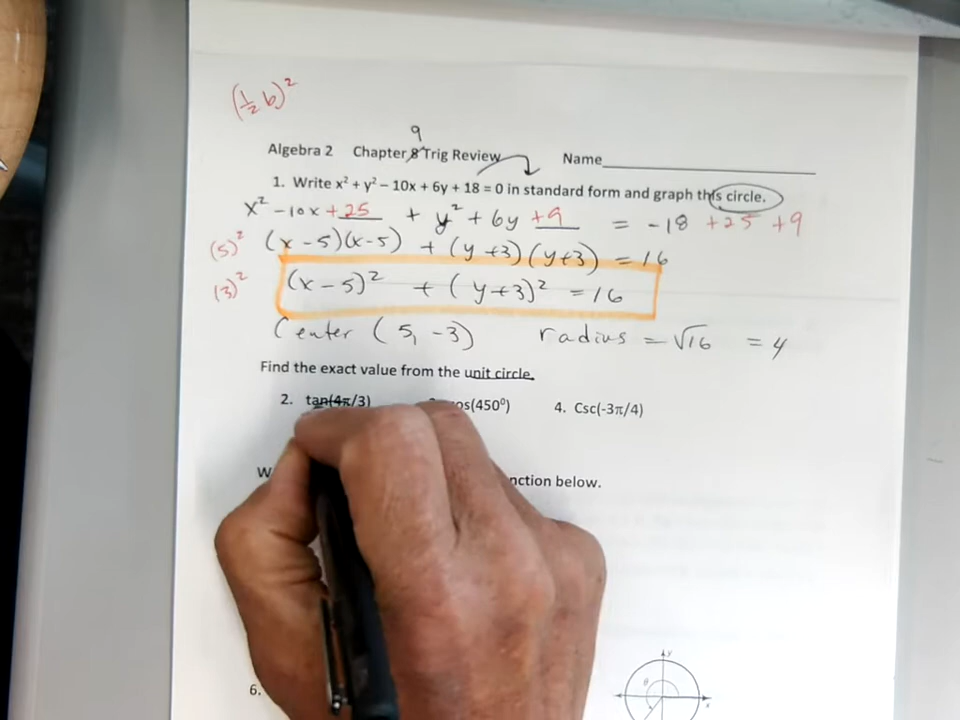 (½ b)²
9
Algebra 2 Chapter 8 Trig Review Name
1. Write x² + y² – 10x + 6y + 18 = 0 in standard form and graph this circle.
x² - 10x + 25 + y² + 6y + 9 = -18 + 25 + 9
(5)² (x - 5)(x - 5) + (y + 3)(y + 3) = 16
(3)² (x - 5)² + (y + 3)² = 16
Center (5, -3) radius = √16 = 4
Find the exact value from the unit circle.
2. tan(4π/3) os(450⁰) 4. Csc(-3π/4)
W nction below.
6.
y
θ
x